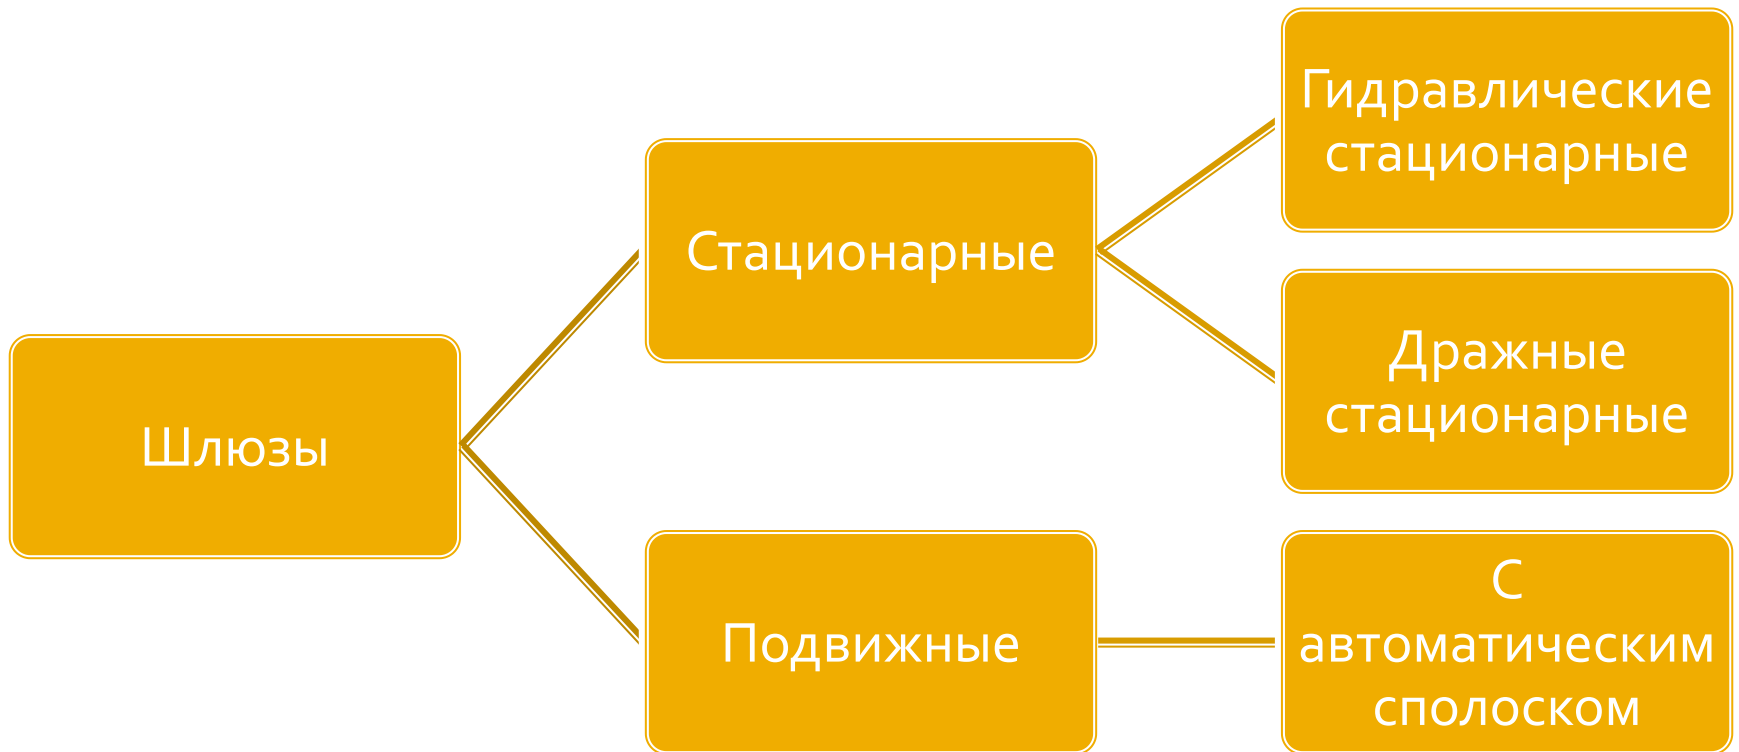 Шлюзы
Стационарные
Гидравлические
стационарные
Дражные
стационарные
Подвижные
С
автоматическим
сполоском